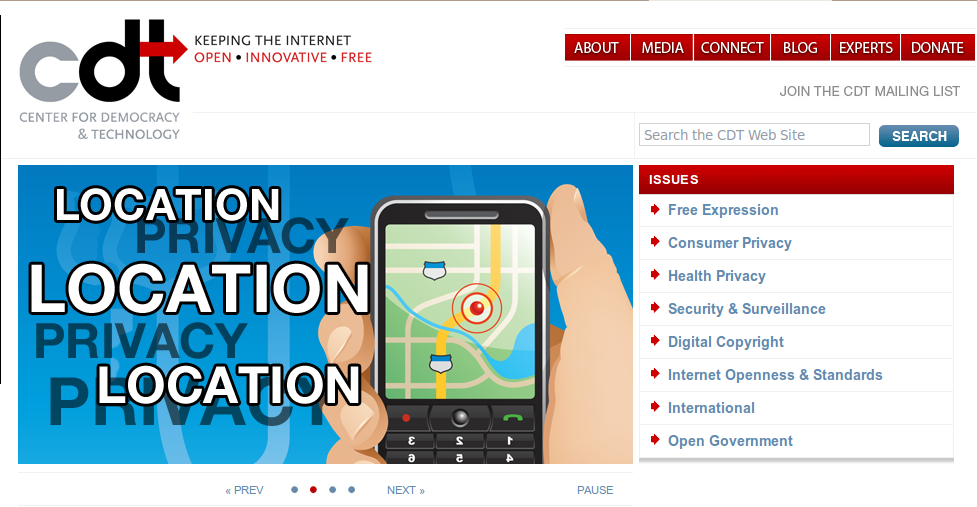 cdt
KEEPING THE INTERNET
OPEN • INNOVATIVE • FREE
CENTER FOR DEMOCRACY
& TECHNOLOGY
ABOUT MEDIA CONNECT BLOG EXPERTS DONATE
JOIN THE CDT MAILING LIST
Search the CDT Web Site SEARCH
LOCATION
PRIVACY
LOCATION
PRIVACY
LOCATION
PRIVACY
3 2 1
6 5 4
ISSUES
Free Expression
Consumer Privacy
Health Privacy
Security & Surveillance
Digital Copyright
Internet Openness & Standards
International
Open Government
« PREV NEXT » PAUSE